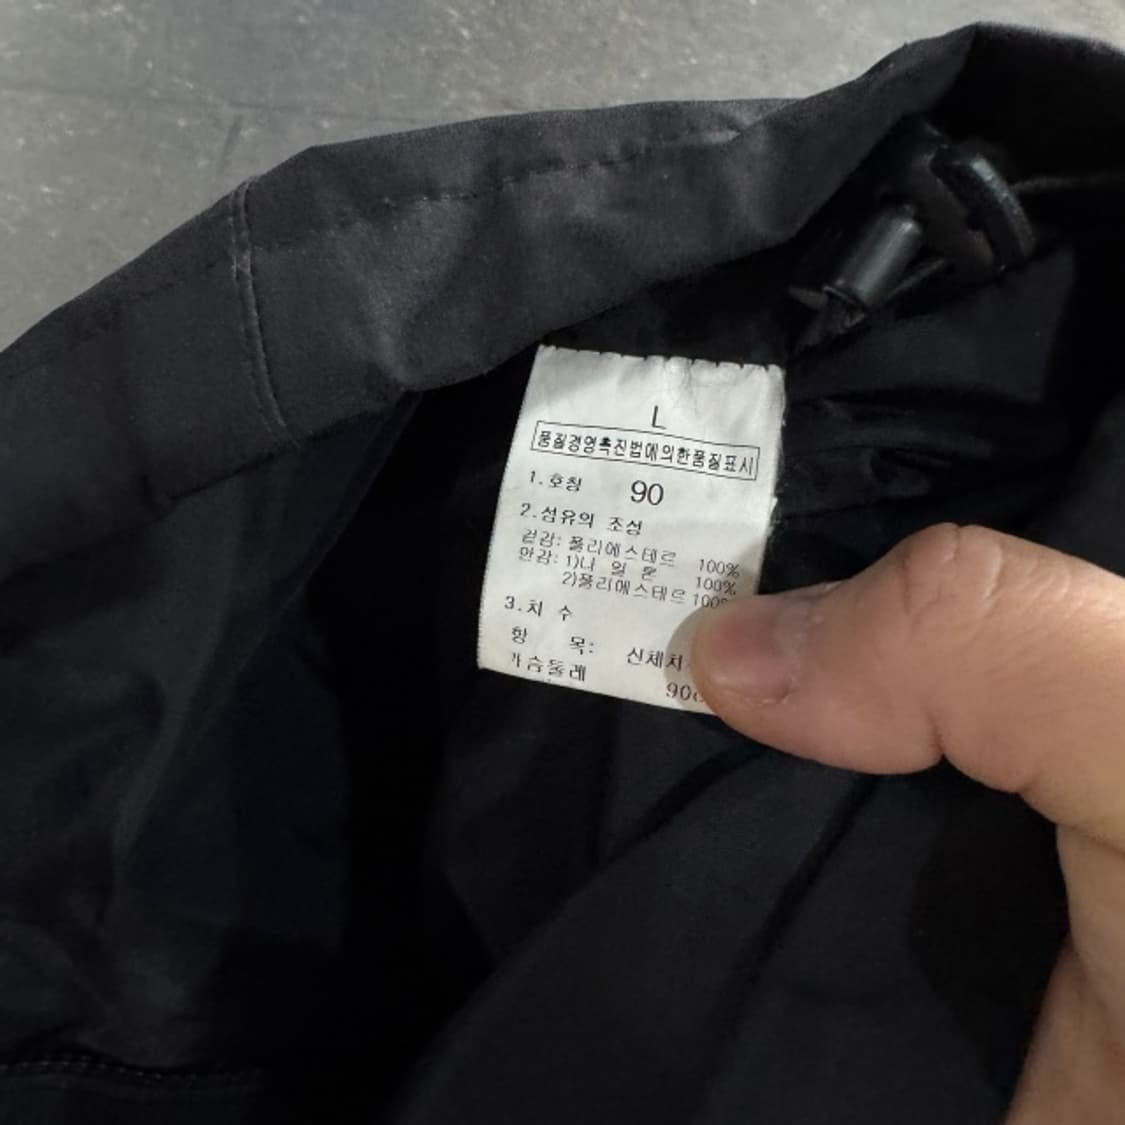 L
품질경영촉진법에의한품질표시
1.호칭 90
2.섬유의 조성
겉감: 폴리에스테르 100%
안감: 1)나 일 론 100%
2)폴리에스테르 100%
3.치 수
항 목: 신체치
가슴둘레 90